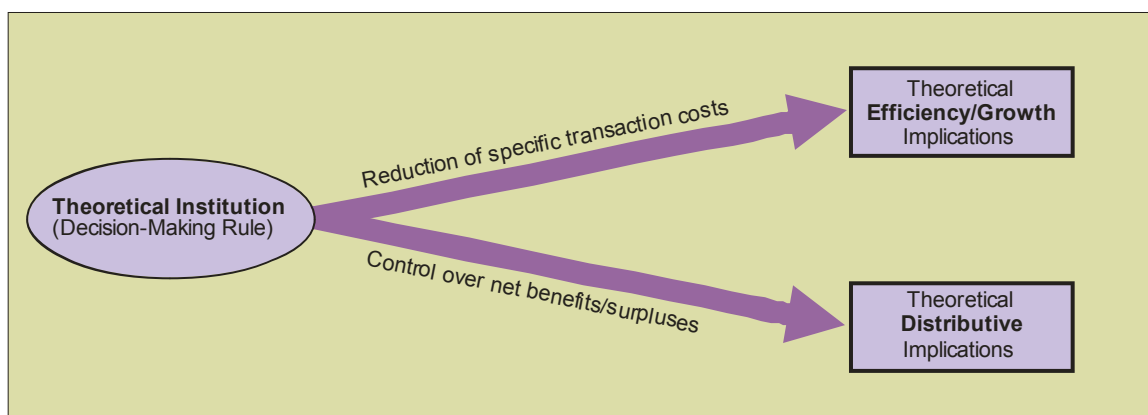 Theoretical Institution
(Decision-Making Rule)
Reduction of specific transaction costs
Theoretical
Efficiency/Growth
Implications
Control over net benefits/surpluses
Theoretical
Distributive
Implications